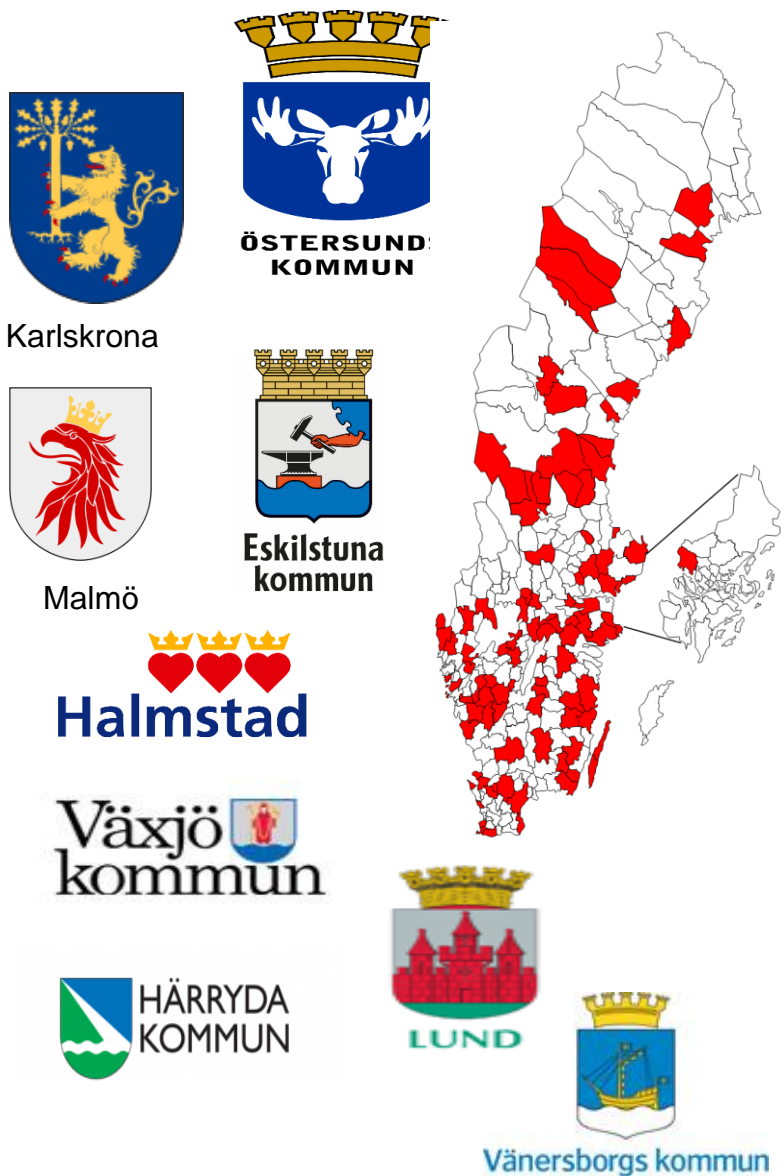 ÖSTERSUNDS
KOMMUN
Karlskrona
Eskilstuna
kommun
Malmö
Halmstad
Växjö
kommun
HÄRRYDA
KOMMUN
LUND
Vänersborgs kommun